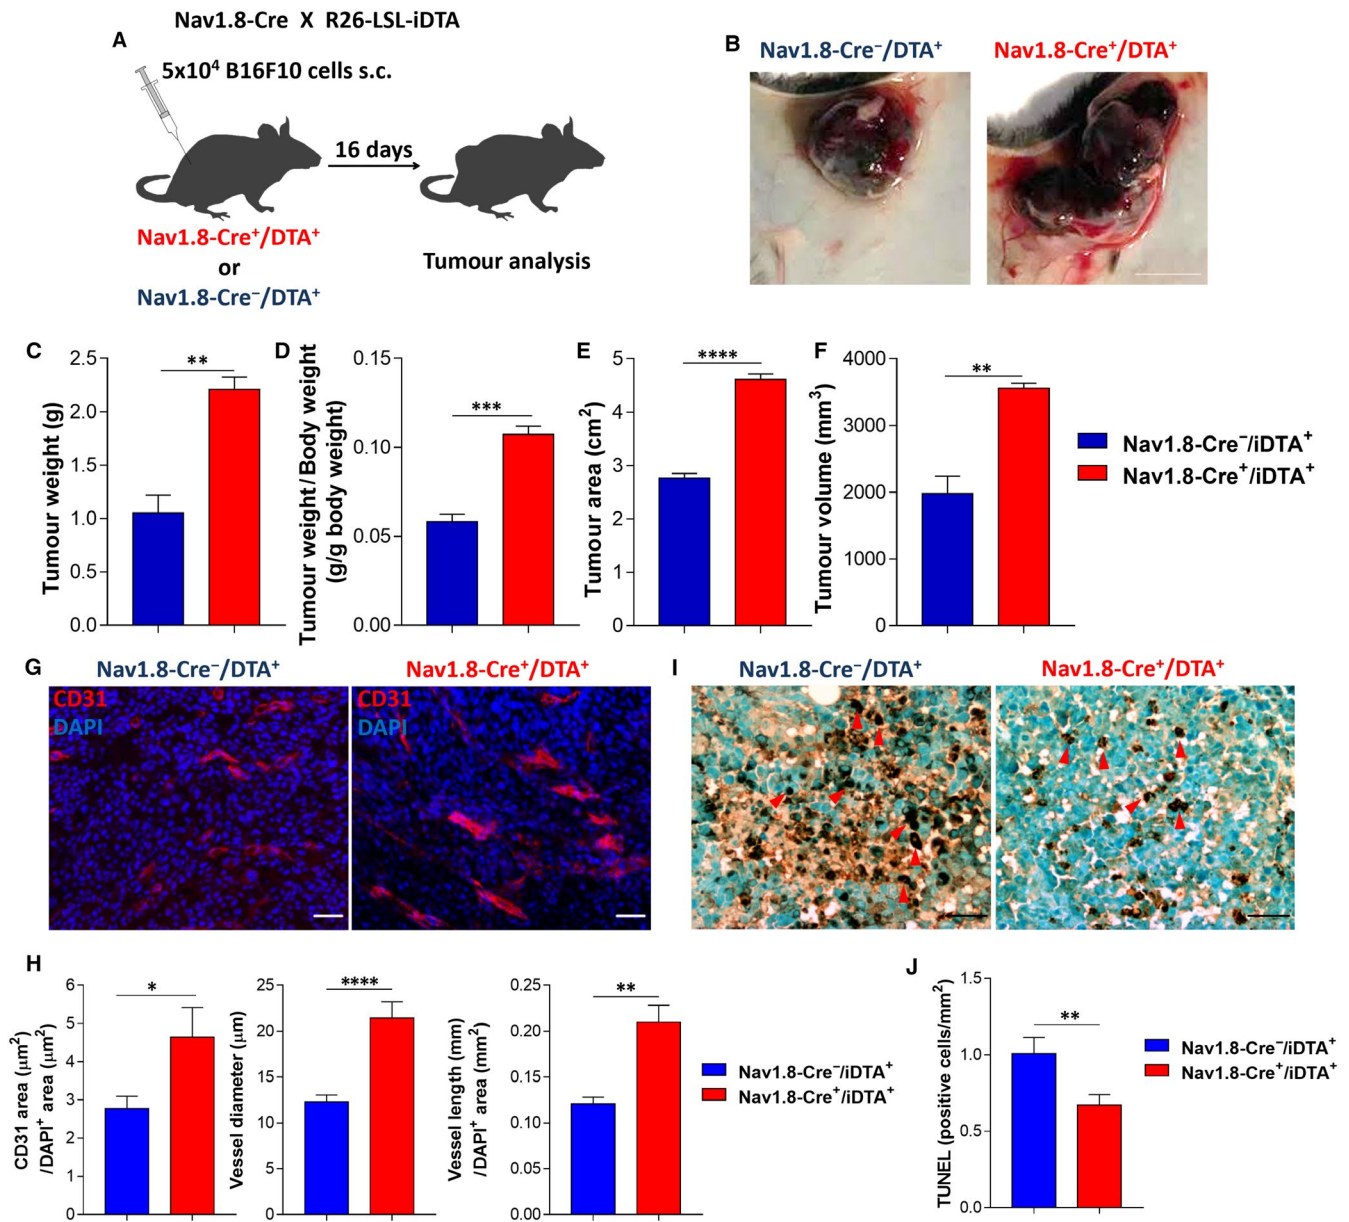 Nav1.8-Cre X R26-LSL-iDTA
A
5x10⁴ B16F10 cells s.c.
16 days
Nav1.8-Cre⁺/DTA⁺
or
Nav1.8-Cre⁻/DTA⁺
Tumour analysis
B
Nav1.8-Cre⁻/DTA⁺
Nav1.8-Cre⁺/DTA⁺
C
Tumour weight (g)
2.5
2.0
1.5
1.0
0.5
0.0
**
D
Tumour weight/Body weight
(g/g body weight)
0.15
0.10
0.05
0.00
***
E
Tumour area (cm²)
5
4
3
2
1
0
****
F
Tumour volume (mm³)
4000
3000
2000
1000
0
**
Nav1.8-Cre⁻/iDTA⁺
Nav1.8-Cre⁺/iDTA⁺
G
Nav1.8-Cre⁻/DTA⁺
Nav1.8-Cre⁺/DTA⁺
CD31
DAPI
CD31
DAPI
I
Nav1.8-Cre⁻/DTA⁺
Nav1.8-Cre⁺/DTA⁺
H
CD31 area (μm²)
/DAPI⁺ area (μm²)
6
5
4
3
2
1
0
*
Vessel diameter (μm)
25
20
15
10
5
0
****
Vessel length (mm)
/DAPI⁺ area (mm²)
0.25
0.20
0.15
0.10
0.05
0.00
**
Nav1.8-Cre⁻/iDTA⁺
Nav1.8-Cre⁺/iDTA⁺
J
TUNEL (positive cells/mm²)
1.5
1.0
0.5
0.0
**
Nav1.8-Cre⁻/iDTA⁺
Nav1.8-Cre⁺/iDTA⁺